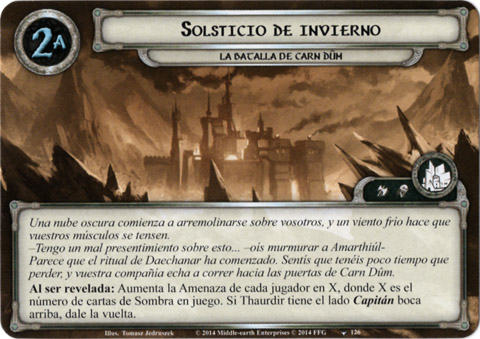 SOLSTICIO DE INVIERNO
2A
LA BATALLA DE CARN DÛM
Una nube oscura comienza a arremolinarse sobre vosotros, y un viento frío hace que
vuestros músculos se tensen.
–Tengo un mal presentimiento sobre esto... –ois murmurar a Amarthiúl-
Parece que el ritual de Daechanar ha comenzado. Sentis que tenéis poco tiempo que
perder, y vuestra compañía echa a correr hacia las puertas de Carn Dûm.
Al ser revelada: Aumenta la Amenaza de cada jugador en X, donde X es el
número de cartas de Sombra en juego. Si Thaurdir tiene el lado Capitán boca
arriba, dale la vuelta.
Illus. Tomasz Jedruszek © 2014 Middle-earth Enterprises © 2014 FFG 126